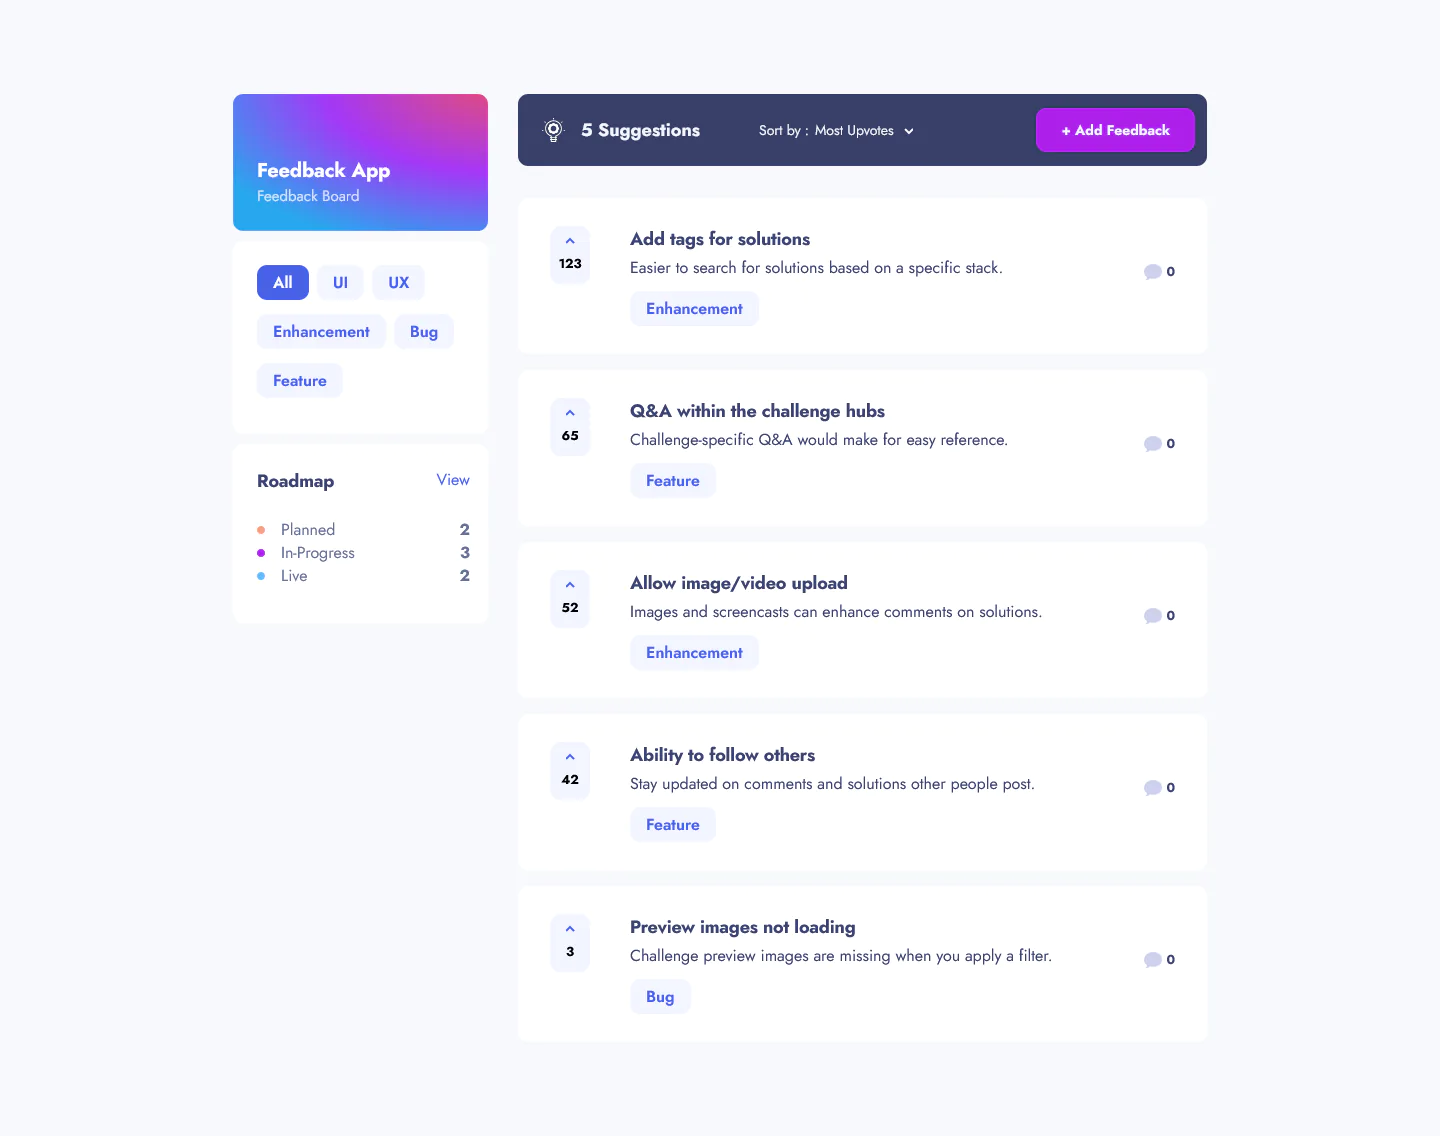 Feedback App
Feedback Board
All UI UX
Enhancement Bug
Feature
Roadmap View
Planned 2
In-Progress 3
Live 2
5 Suggestions Sort by : Most Upvotes + Add Feedback
Add tags for solutions
123
Easier to search for solutions based on a specific stack.
0
Enhancement
Q&A within the challenge hubs
65
Challenge-specific Q&A would make for easy reference.
0
Feature
Allow image/video upload
52
Images and screencasts can enhance comments on solutions.
0
Enhancement
Ability to follow others
42
Stay updated on comments and solutions other people post.
0
Feature
Preview images not loading
3
Challenge preview images are missing when you apply a filter.
0
Bug